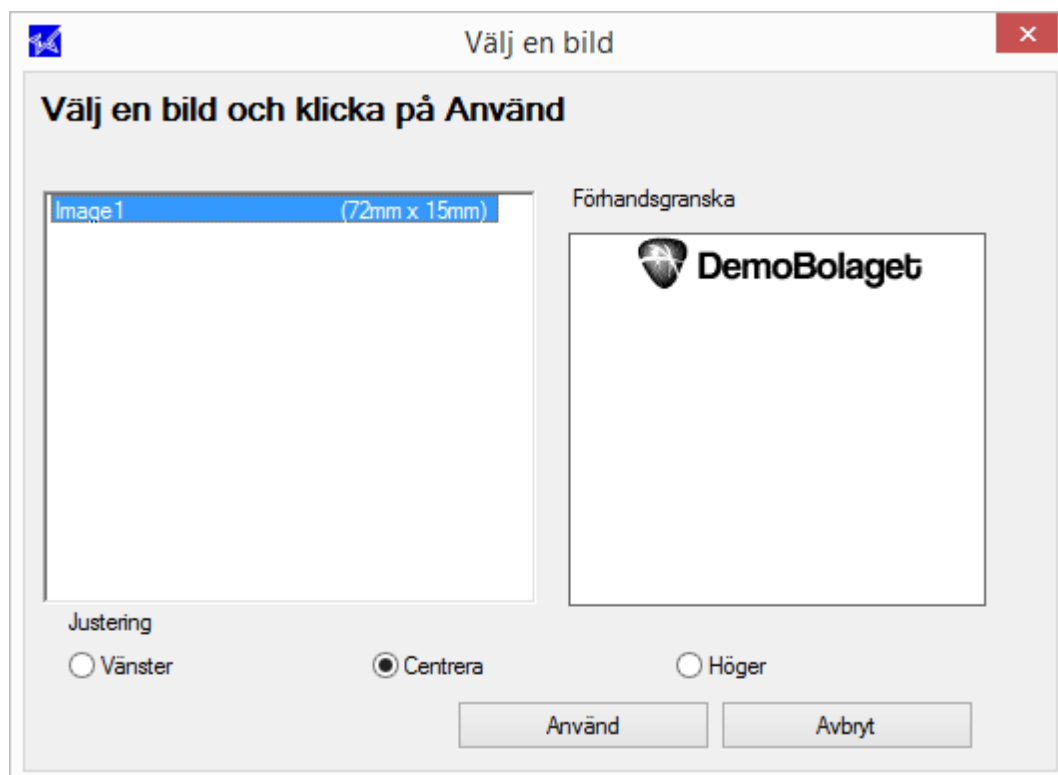 Välj en bild
Välj en bild och klicka på Använd
Image1 (72mm x 15mm)
Förhandsgranska
DemoBolaget
Justering
Vänster Centrera Höger
Använd Avbryt